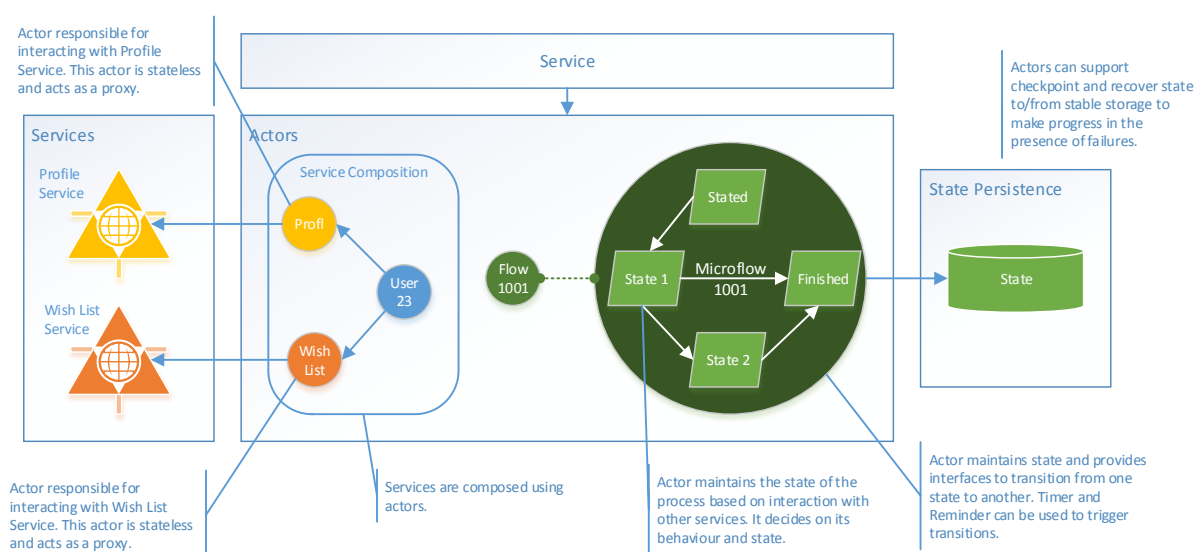 Actor responsible for
interacting with Profile
Service. This actor is stateless
and acts as a proxy.
Service
Actors can support
checkpoint and recover state
to/from stable storage to
make progress in the
presence of failures.
Services
Profile
Service
Wish List
Service
Actors
Service Composition
Profl
User
23
Wish
List
Flow
1001
Stated
State 1
Microflow
1001
Finished
State 2
State Persistence
State
Actor responsible for
interacting with Wish List
Service. This actor is stateless
and acts as a proxy.
Services are composed using
actors.
Actor maintains the state of the
process based on interaction with
other services. It decides on its
behaviour and state.
Actor maintains state and provides
interfaces to transition from one
state to another. Timer and
Reminder can be used to trigger
transitions.